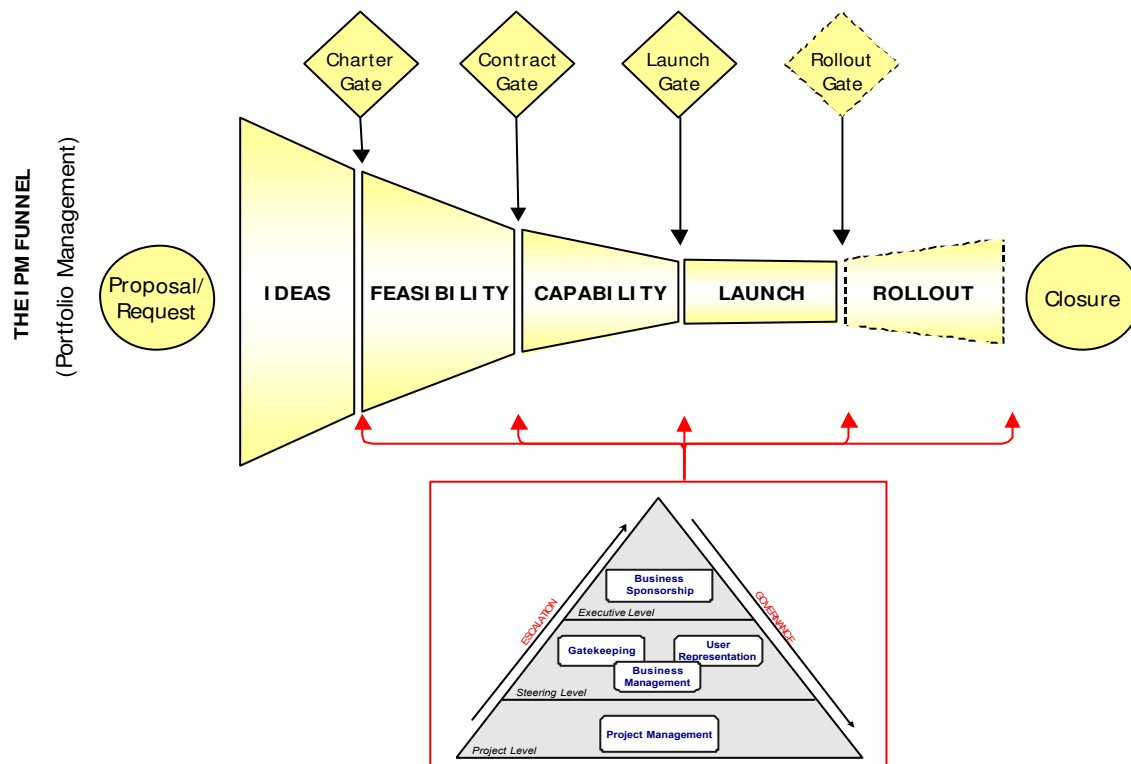 Charter
Gate
Contract
Gate
Launch
Gate
Rollout
Gate
THE IPM FUNNEL
(Portfolio Management)
Proposal/
Request
IDEAS
FEASIBILITY
CAPABILITY
LAUNCH
ROLLOUT
Closure
ESCALATION
GOVERNANCE
Business
Sponsorship
Executive Level
Gatekeeping
User
Representation
Business
Management
Steering Level
Project Management
Project Level